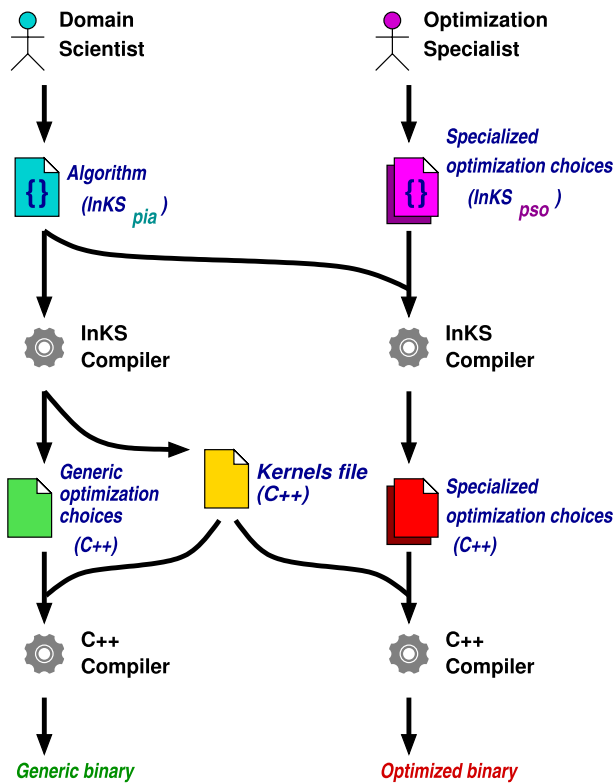 Domain
Scientist
Optimization
Specialist
{}
Algorithm
(InKS pia )
{}
Specialized
optimization choices
(InKS pso )
InKS
Compiler
InKS
Compiler
Generic
optimization
choices
(C++)
Kernels file
(C++)
Specialized
optimization choices
(C++)
C++
Compiler
C++
Compiler
Generic binary
Optimized binary